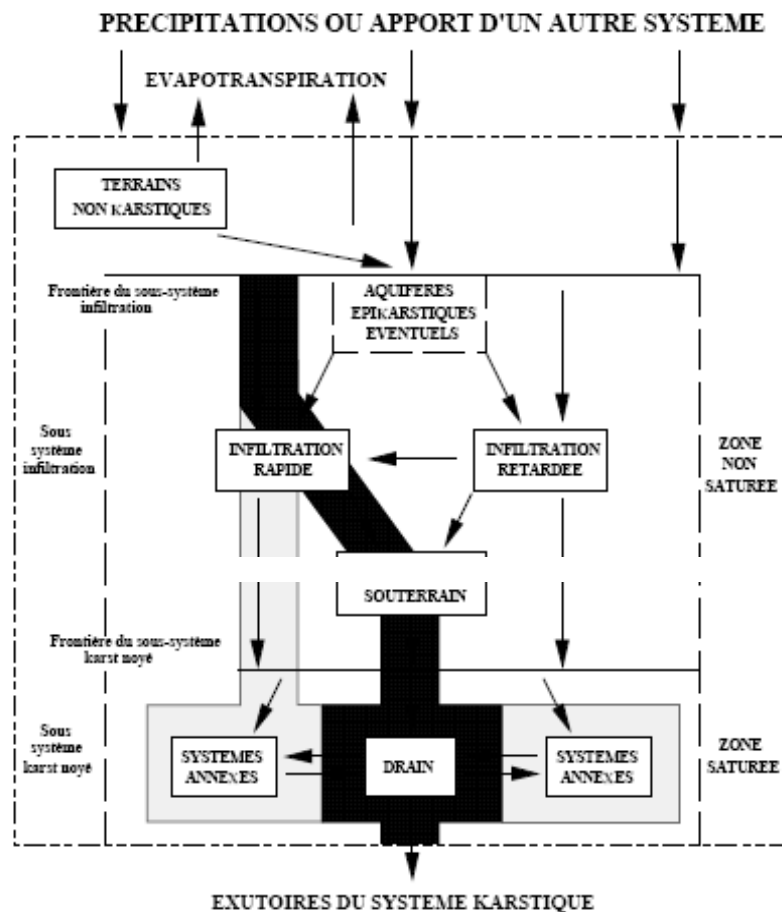 PRECIPITATIONS OU APPORT D'UN AUTRE SYSTEME
EVAPOTRANSPIRATION
TERRAINS
NON KARSTIQUES
Frontière du sous-système
infiltration
AQUIFERES
EPIKARSTIQUES
EVENTUELS
Sous
système
infiltration
INFILTRATION
RAPIDE
INFILTRATION
RETARDEE
ZONE
NON
SATUREE
SOUTERRAIN
Frontière du sous-système
karst noyé
Sous
système
karst noyé
SYSTEMES
ANNEXES
DRAIN
SYSTEMES
ANNEXES
ZONE
SATUREE
EXUTOIRES DU SYSTEME KARSTIQUE